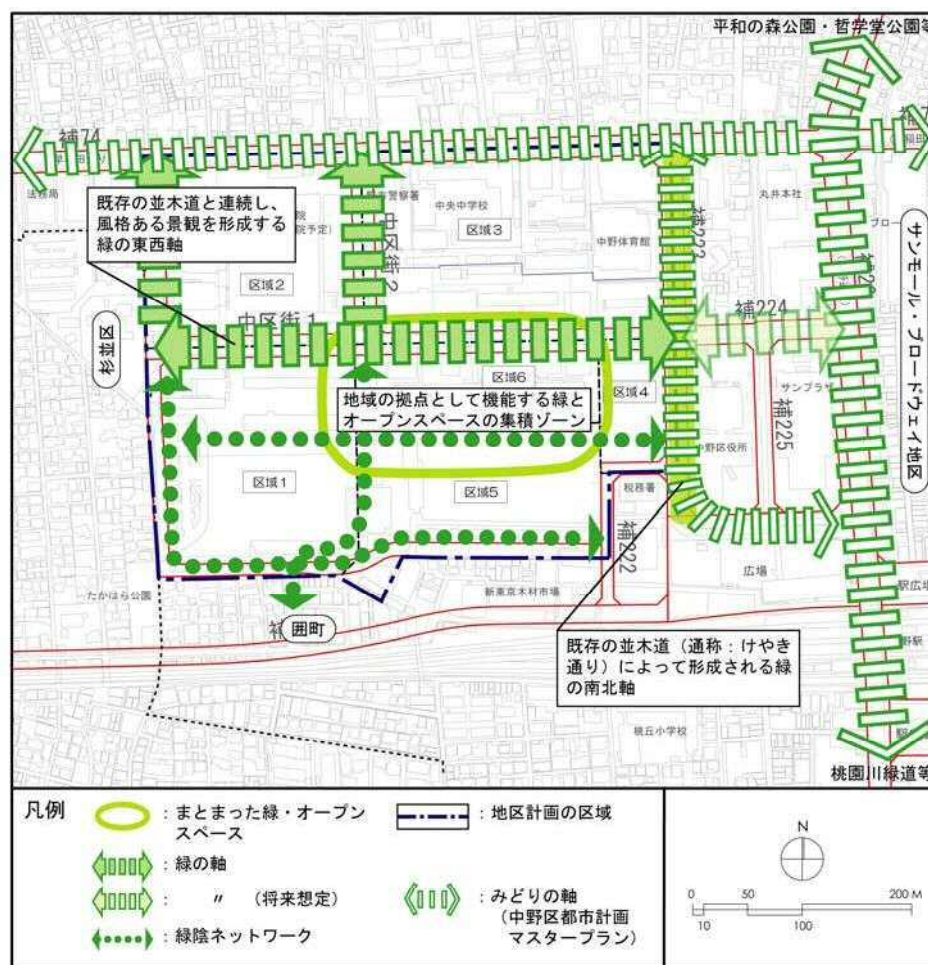 平和の森公園・哲学堂公園等
補74
法務局
既存の並木道と連続し、
風格ある景観を形成する
緑の東西軸
警察署
中央中学校
区域3
中野体育館
丸井本社
補223
中区街2
区域2
中区街1
補224
サンモール・ブロードウェイ地区
杉並区
区域6
区域4
地域の拠点として機能する緑と
オープンスペースの集積ゾーン
サンプラザ
補225
中野区役所
区域1
区域5
税務署
補222
広場
たかはら公園
新東京木材市場
駅広場
囲町
既存の並木道（通称：けやき
通り）によって形成される緑
の南北軸
桃丘小学校
桃園川緑道等
凡例
：まとまった緑・オープン
スペース
：地区計画の区域
：緑の軸
：　〃　（将来想定）
：みどりの軸
（中野区都市計画
マスタープラン）
：緑陰ネットワーク
N
0 50 200 M
10 100